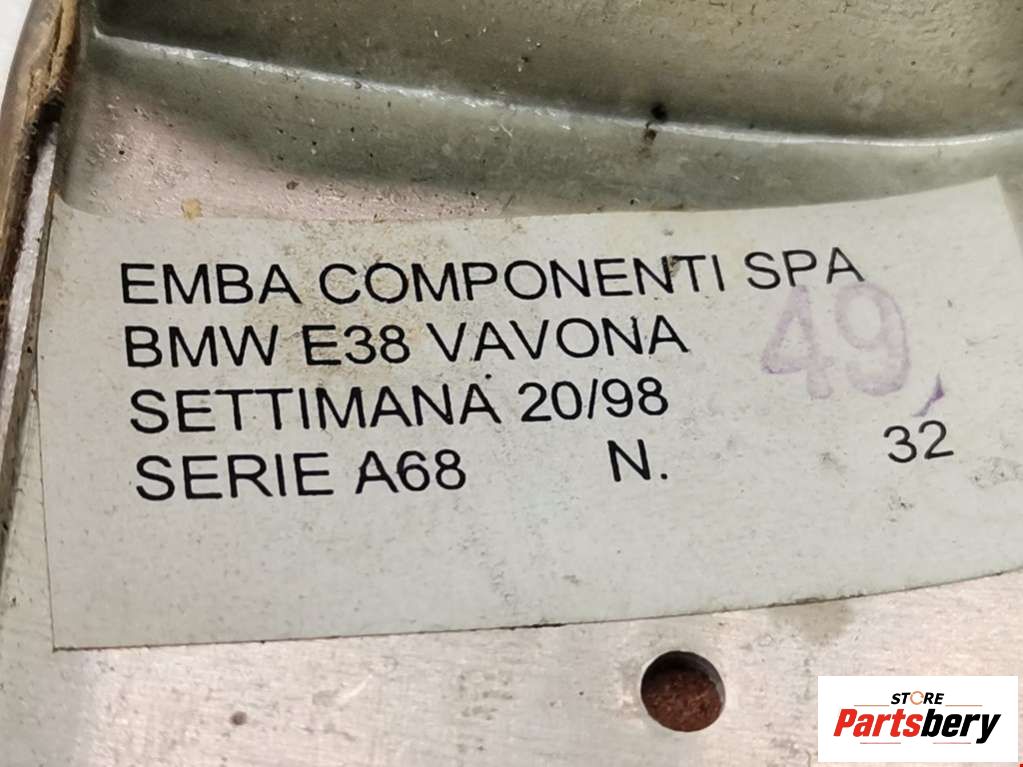 EMBA COMPONENTI SPA
BMW E38 VAVONA
49
SETTIMANA 20/98
SERIE A68 N. 32
STORE
Partsbery